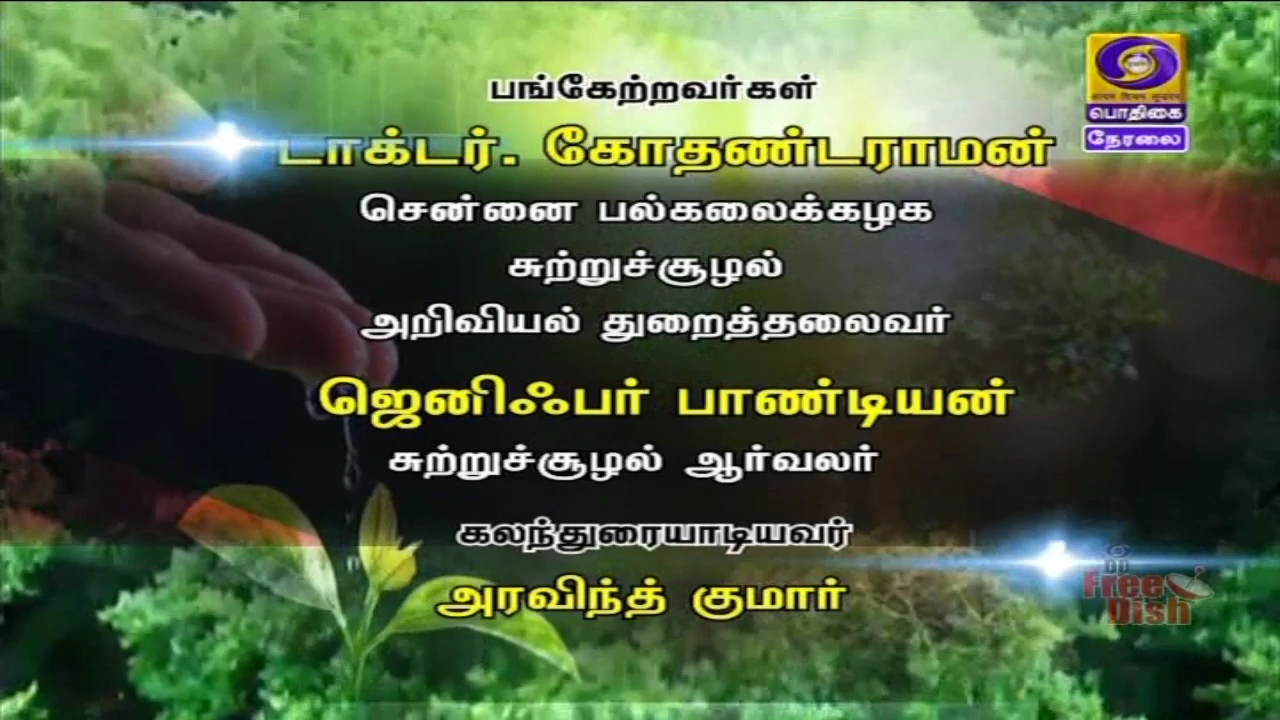 பங்கேற்றவர்கள்
டாக்டர். கோதண்டராமன்
சென்னை பல்கலைக்கழக
சுற்றுச்சூழல்
அறிவியல் துறைத்தலைவர்
ஜெனிஃபர் பாண்டியன்
சுற்றுச்சூழல் ஆர்வலர்
கலந்துரையாடியவர்
அரவிந்த் குமார்
பொதிகை
நேரலை
DD
Free Dish